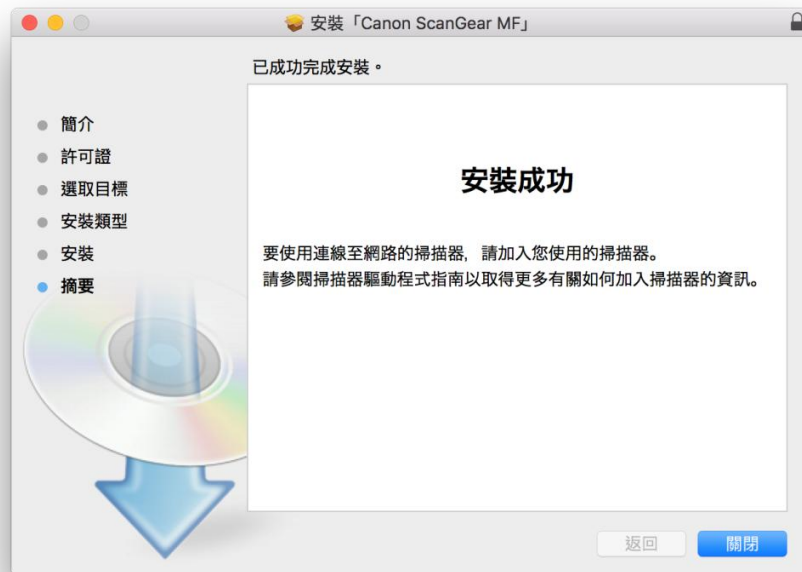 安裝「Canon ScanGear MF」
已成功完成安裝。
簡介
許可證
選取目標
安裝類型
安裝
摘要
安裝成功
要使用連線至網路的掃描器，請加入您使用的掃描器。
請參閱掃描器驅動程式指南以取得更多有關如何加入掃描器的資訊。
返回
關閉